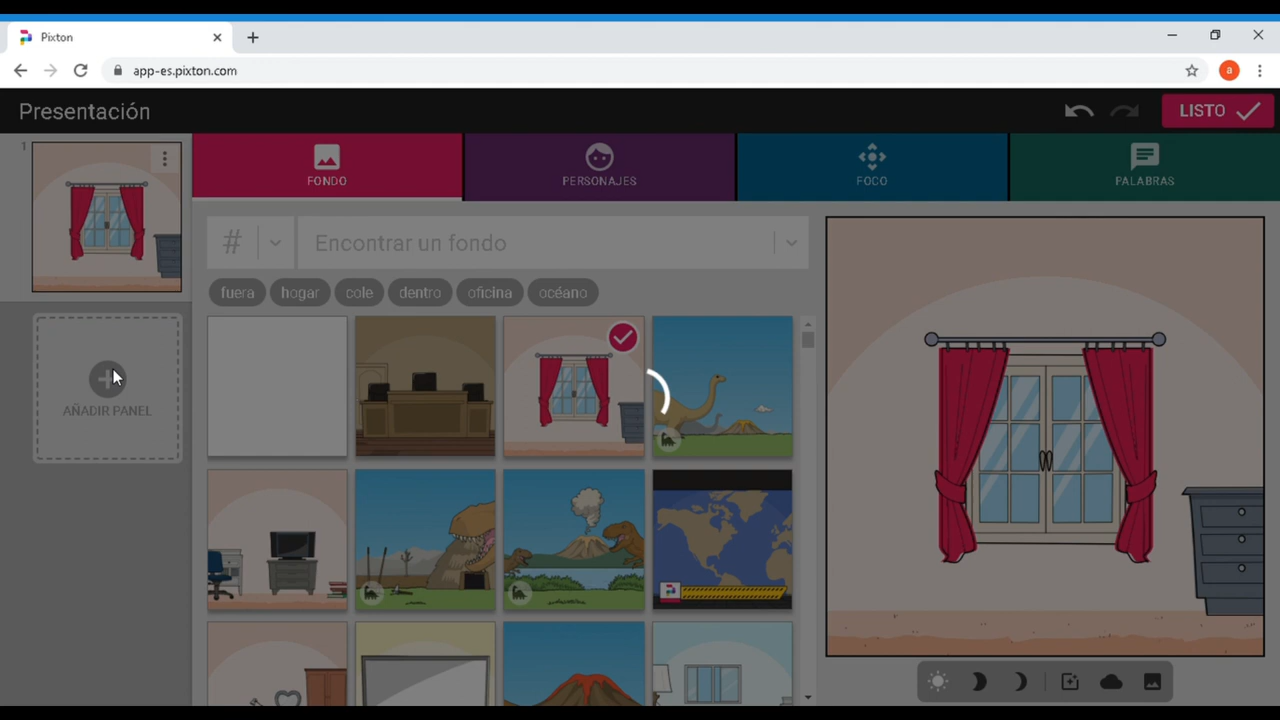 Pixton
app-es.pixton.com
a
Presentación
LISTO
1
FONDO
PERSONAJES
FOCO
PALABRAS
# Encontrar un fondo
fuera hogar cole dentro oficina océano
AÑADIR PANEL